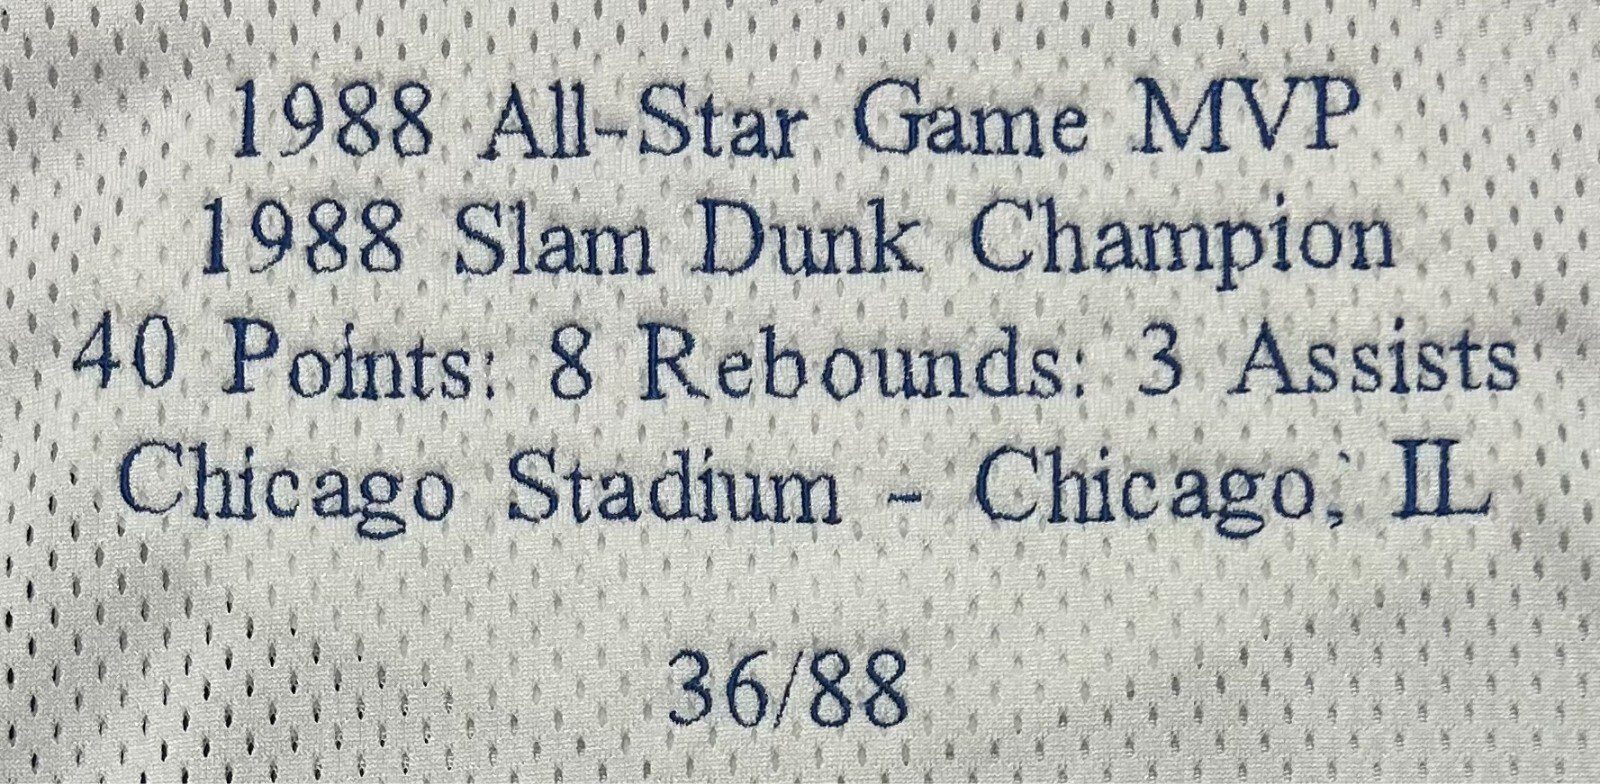 1988 All-Star Game MVP
1988 Slam Dunk Champion
40 Points: 8 Rebounds: 3 Assists
Chicago Stadium - Chicago, IL
36/88